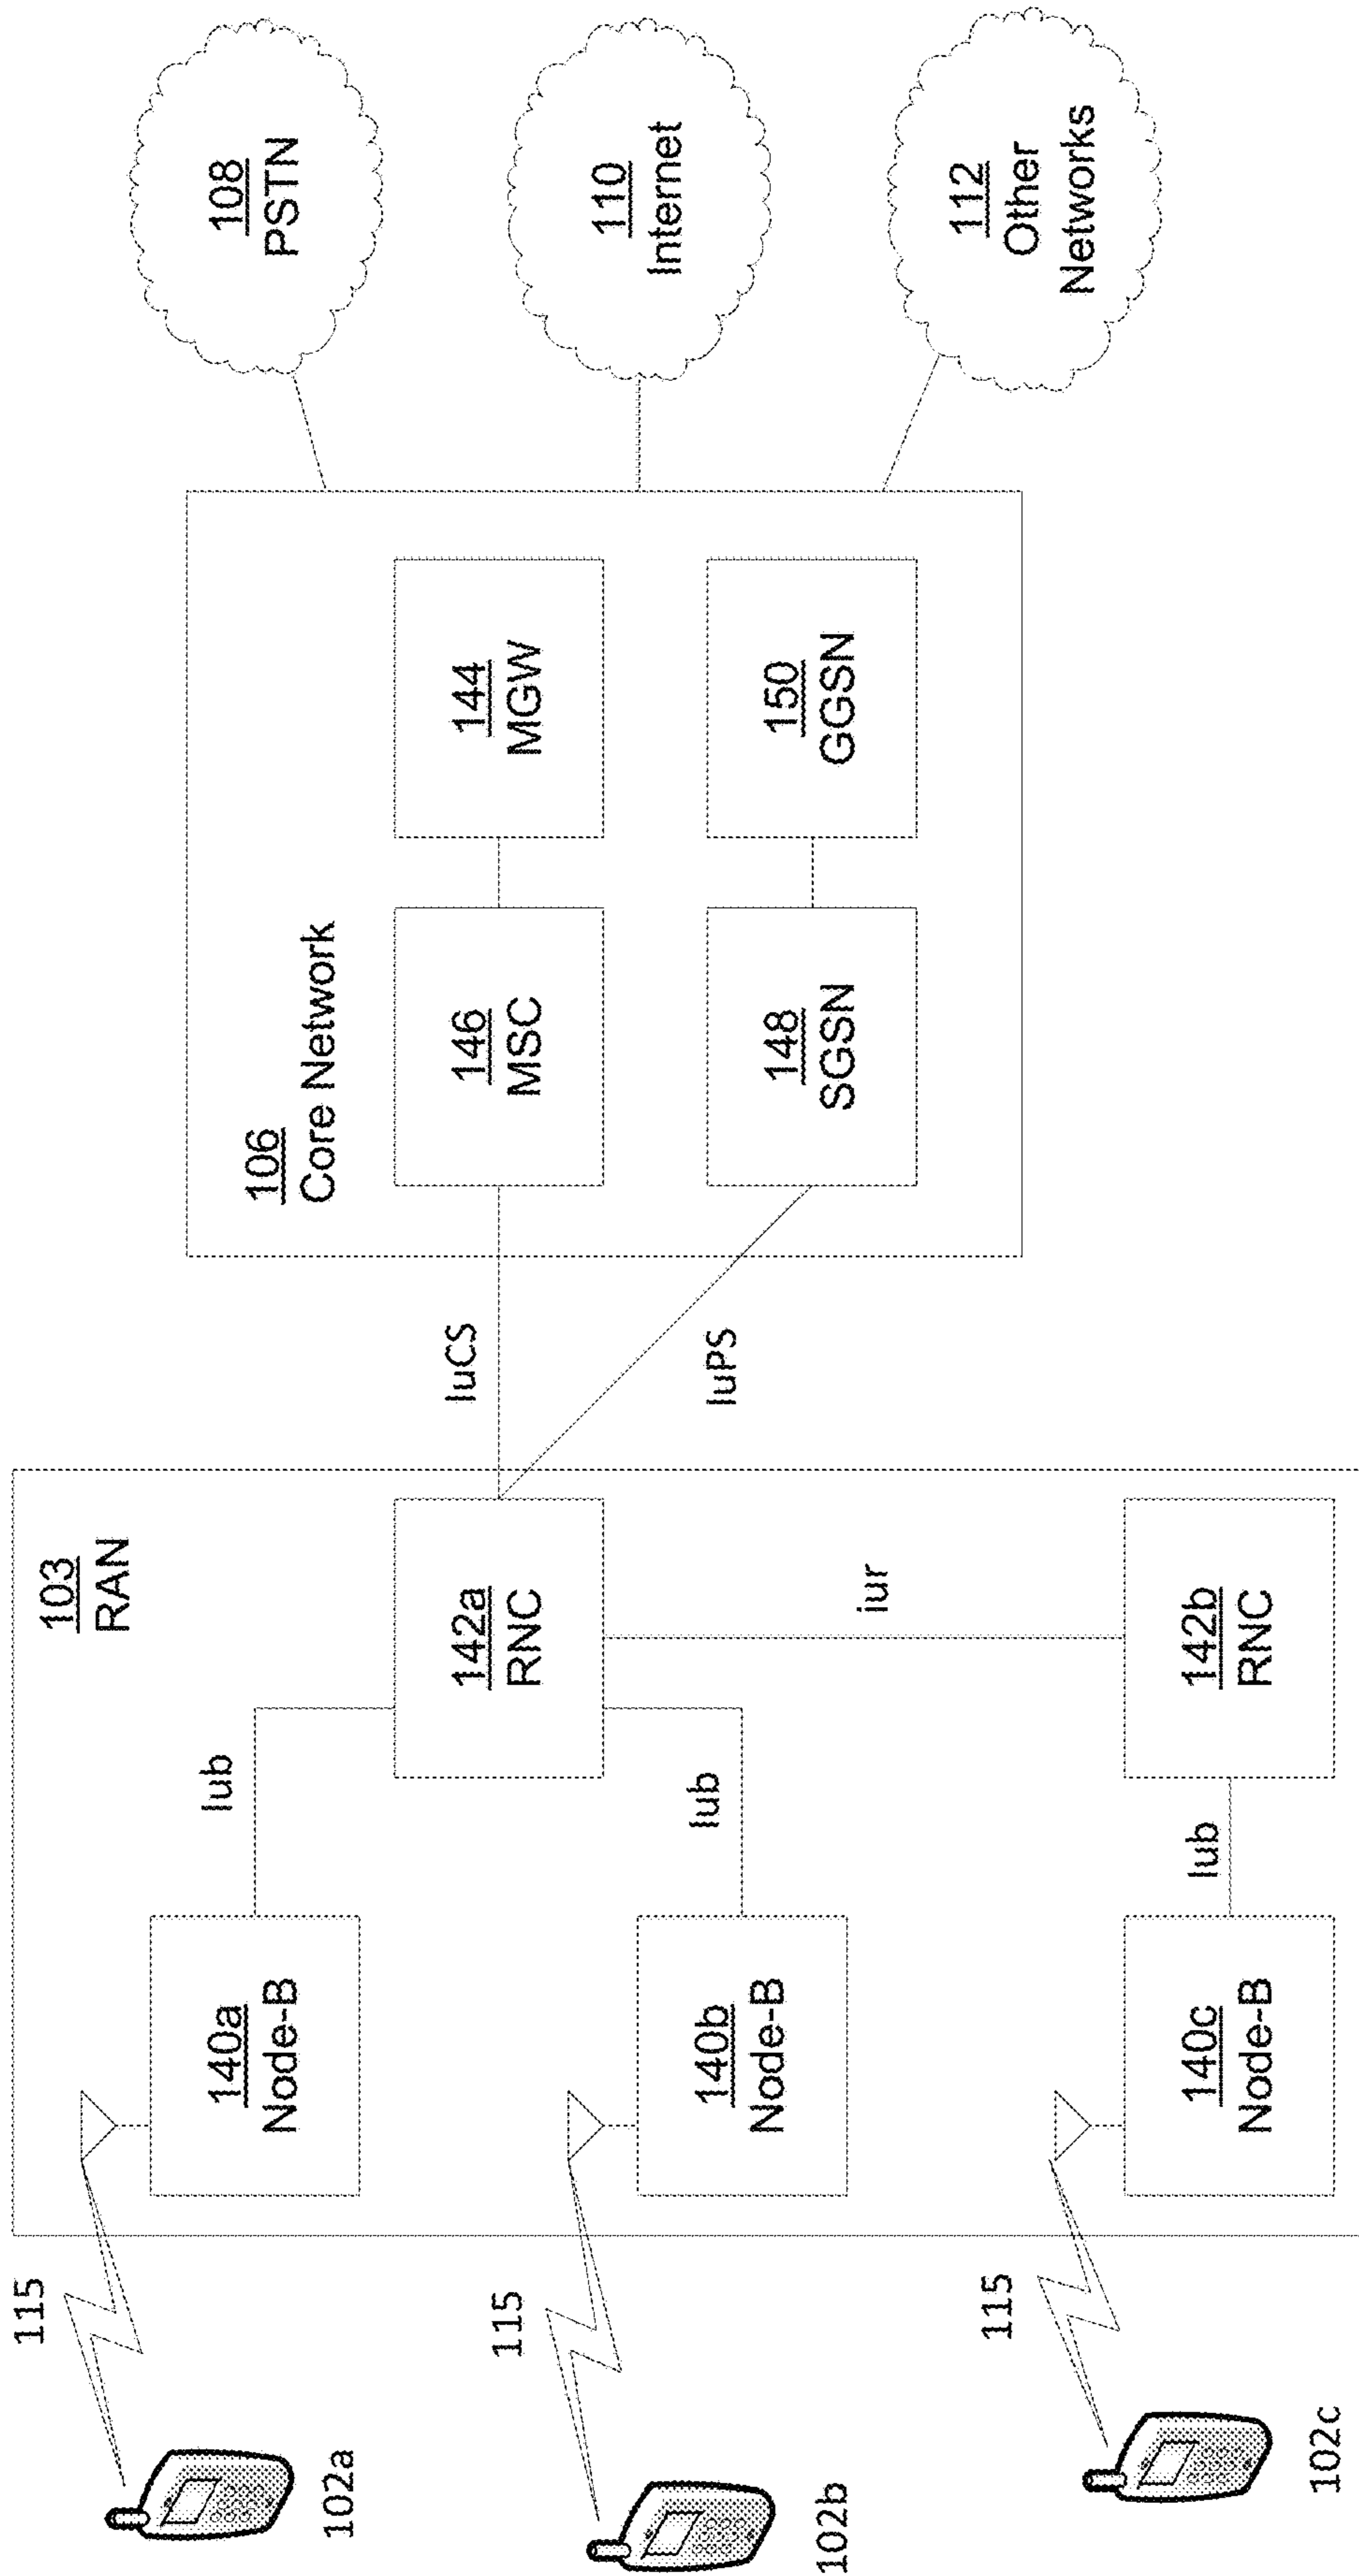 115
102a
115
102b
115
102c
103
RAN
140a
Node-B
140b
Node-B
140c
Node-B
Iub
Iub
Iub
142a
RNC
iur
142b
RNC
IuCS
IuPS
106
Core Network
146
MSC
144
MGW
148
SGSN
150
GGSN
108
PSTN
110
Internet
112
Other
Networks